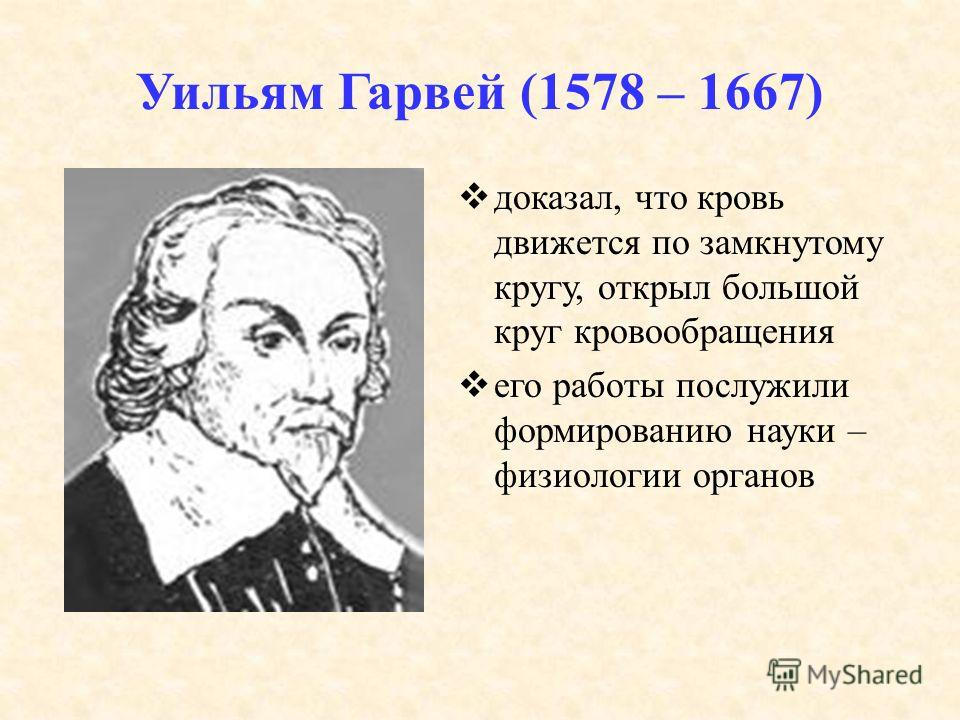 Уильям Гарвей (1578 – 1667)
❖ доказал, что кровь
движется по замкнутому
кругу, открыл большой
круг кровообращения
❖ его работы послужили
формированию науки –
физиологии органов
MyShared